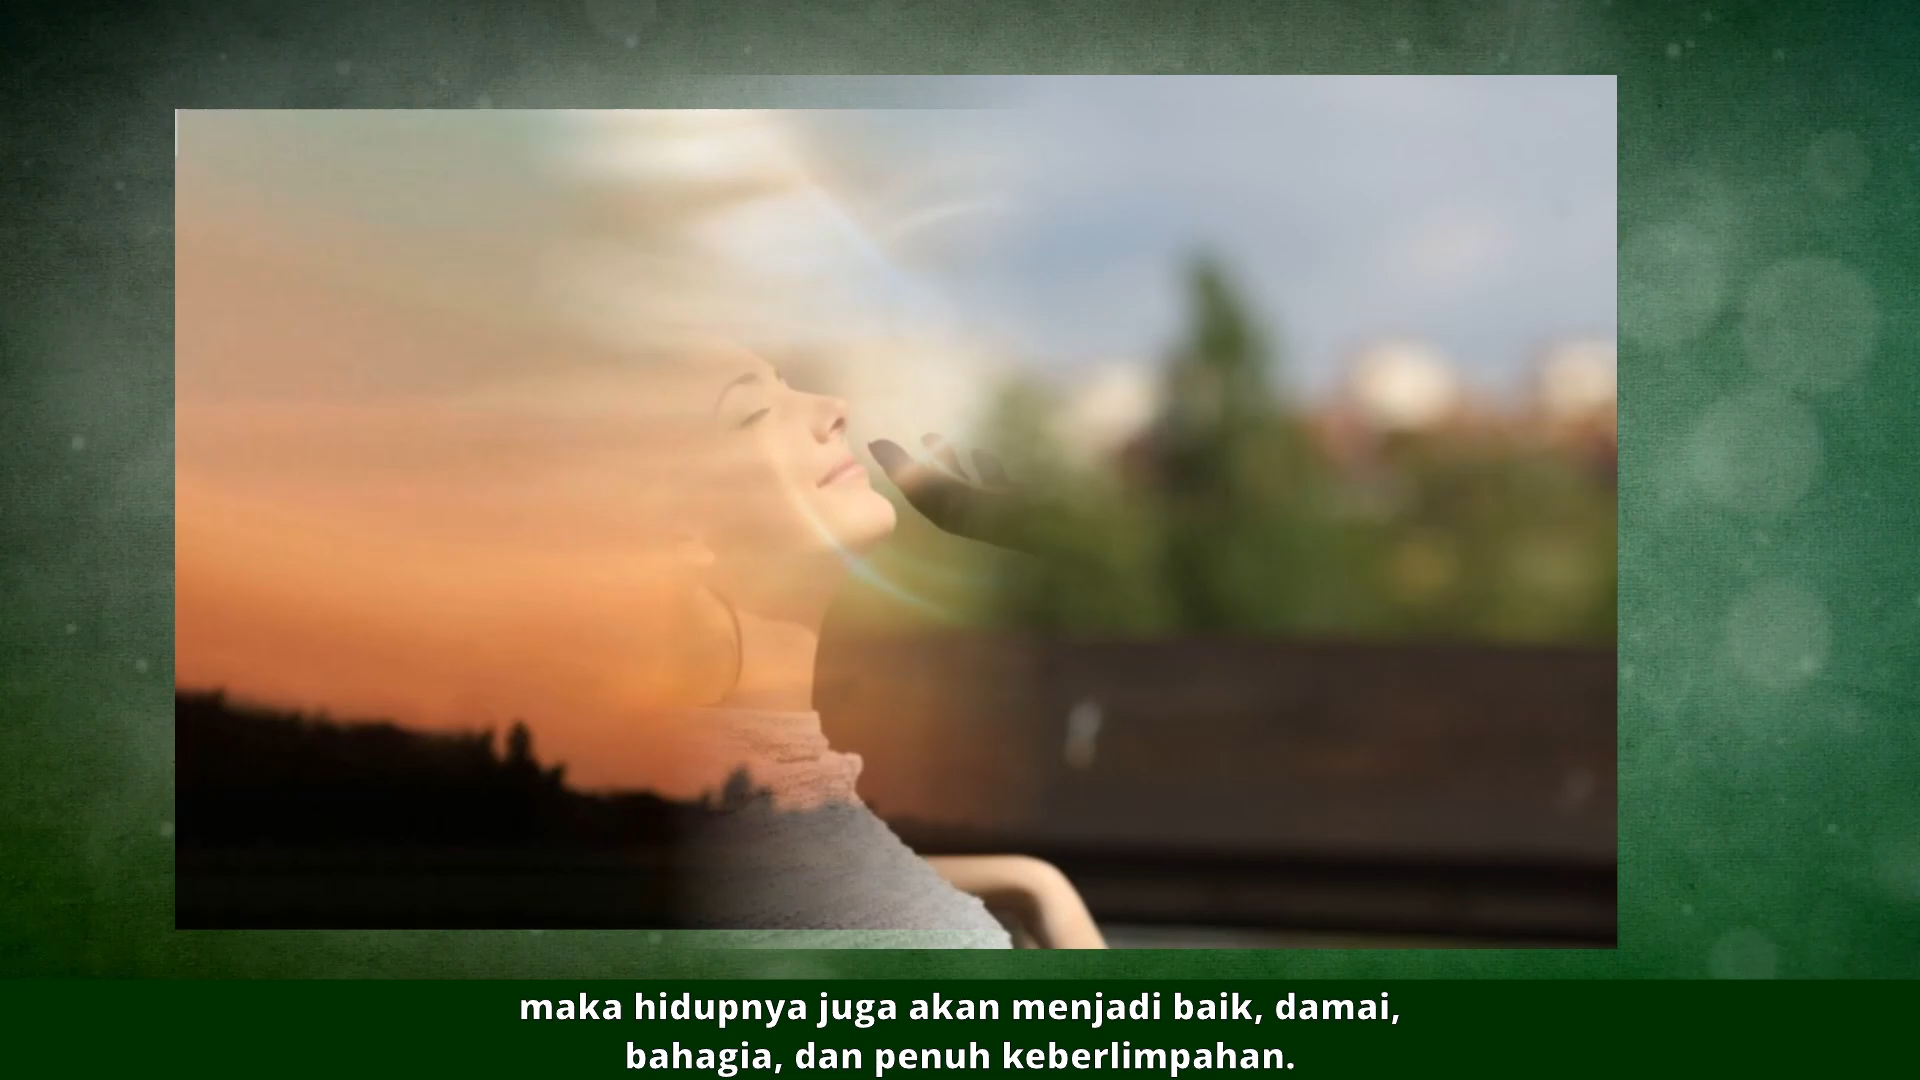 maka hidupnya juga akan menjadi baik, damai,
bahagia, dan penuh keberlimpahan.